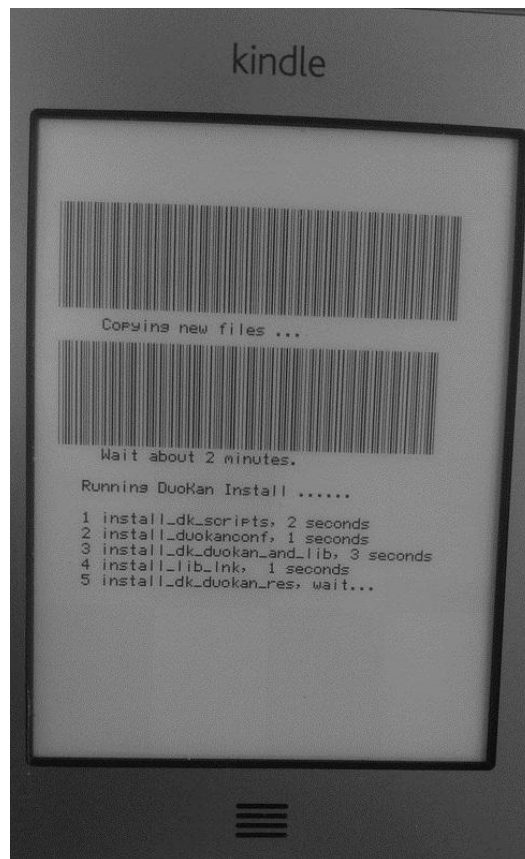 kindle
Copying new files ...
Wait about 2 minutes.
Running DuoKan Install ......
1 install_dk_scripts, 2 seconds
2 install_duokanconf, 1 seconds
3 install_dk_duokan_and_lib, 3 seconds
4 install_lib_lnk, 1 seconds
5 install_dk_duokan_res, wait...